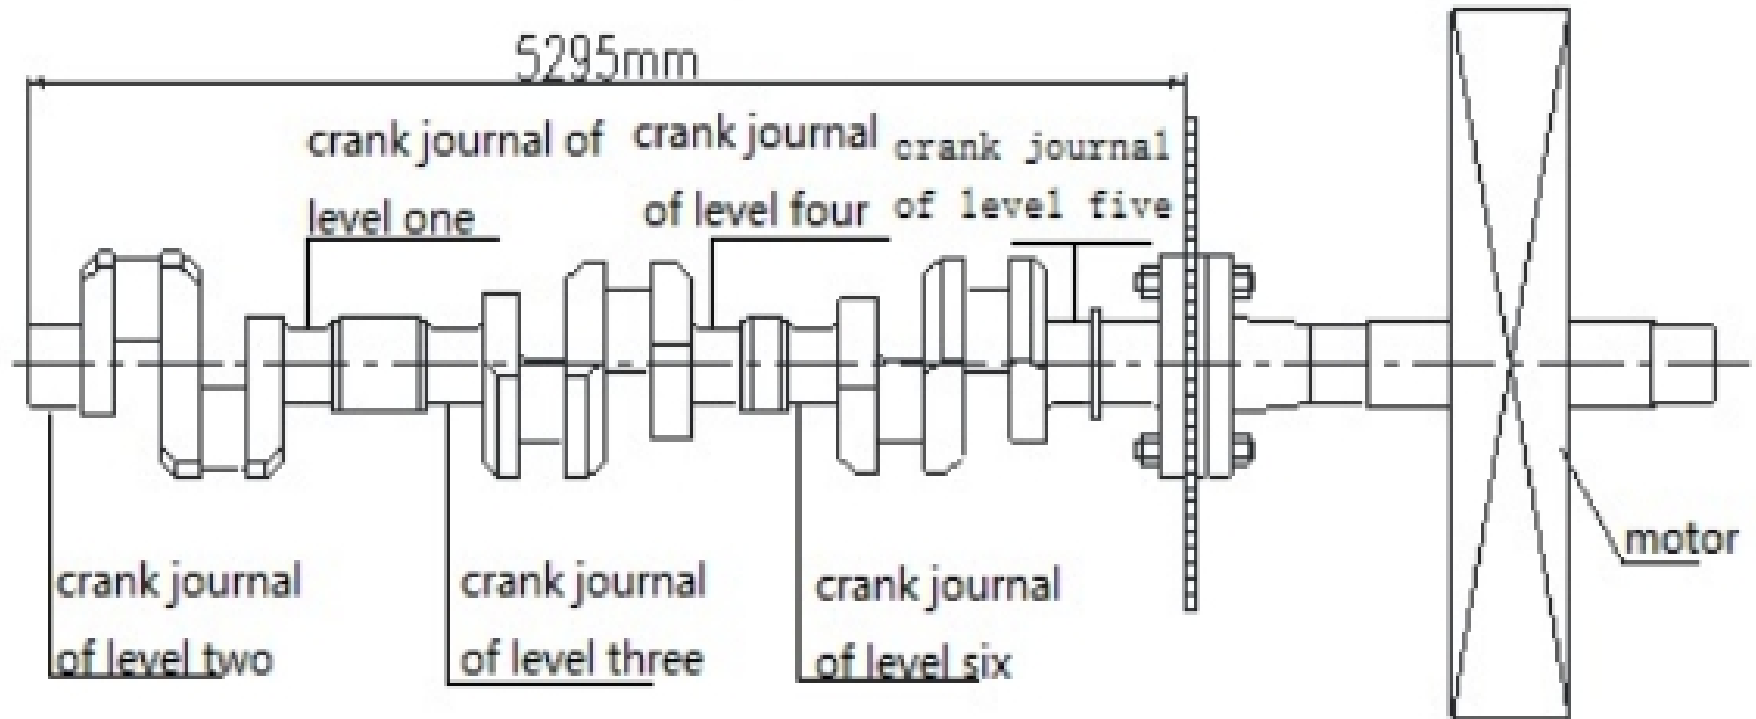 5295mm
crank journal of
level one
crank journal
of level four
crank journal
of level five
crank journal
of level two
crank journal
of level three
crank journal
of level six
motor